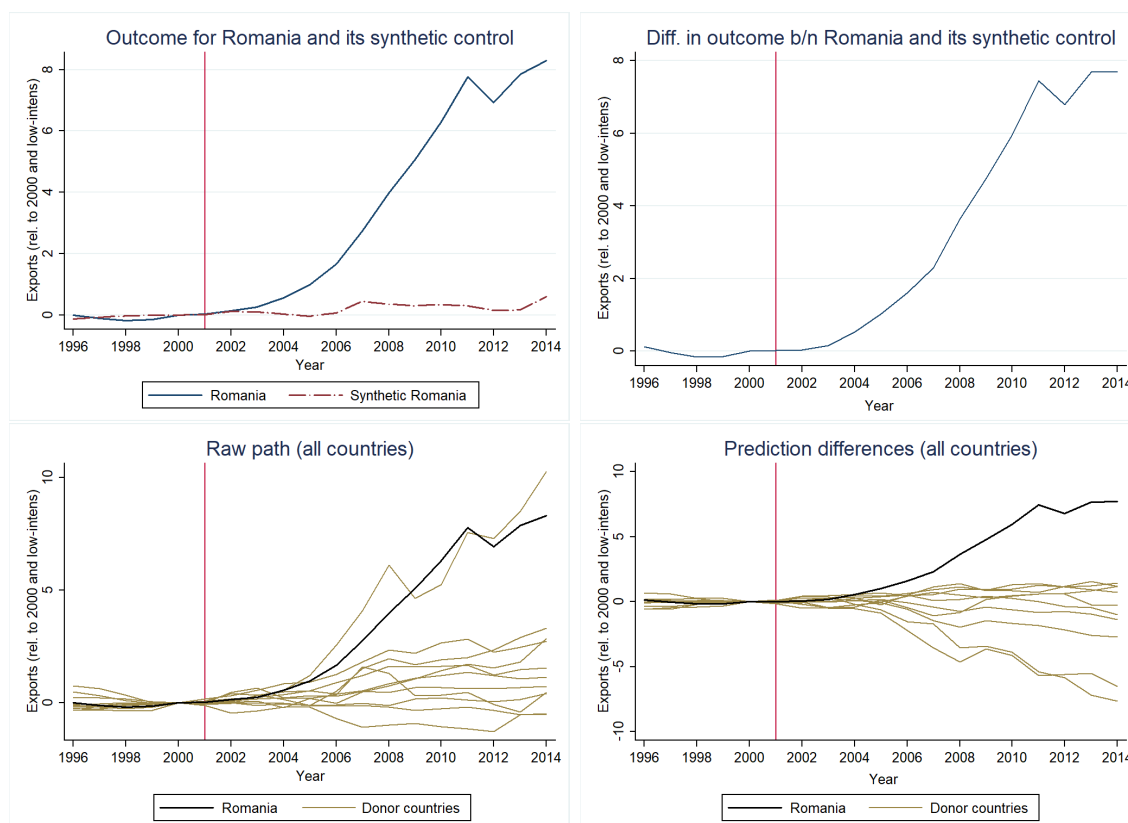 Outcome for Romania and its synthetic control
Exports (rel. to 2000 and low-intens)
8
6
4
2
0
1996 1998 2000 2002 2004 2006 2008 2010 2012 2014
Year
Romania Synthetic Romania
Diff. in outcome b/n Romania and its synthetic control
Exports (rel. to 2000 and low-intens)
8
6
4
2
0
1996 1998 2000 2002 2004 2006 2008 2010 2012 2014
Year
Raw path (all countries)
Exports (rel. to 2000 and low-intens)
10
5
0
1996 1998 2000 2002 2004 2006 2008 2010 2012 2014
Year
Romania Donor countries
Prediction differences (all countries)
Exports (rel. to 2000 and low-intens)
10
5
0
-5
-10
1996 1998 2000 2002 2004 2006 2008 2010 2012 2014
Year
Romania Donor countries